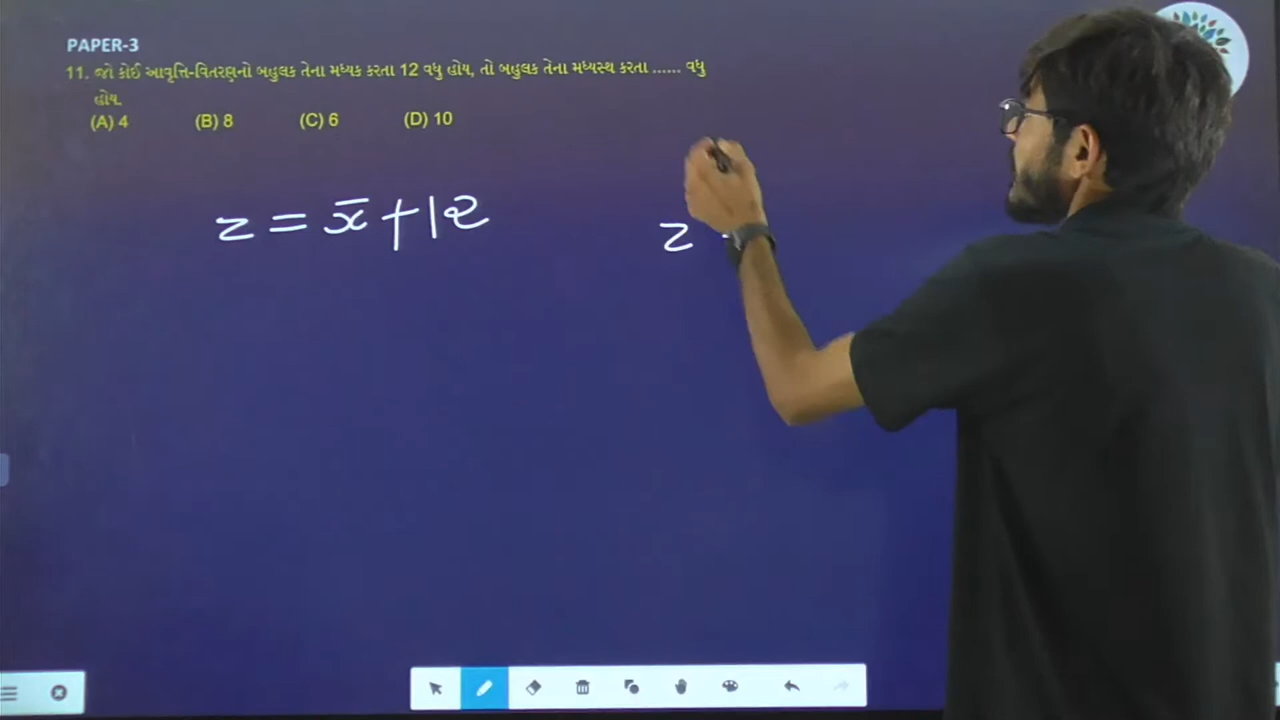 PAPER-3
11. જો કોઈ આવૃત્તિ-વિતરણનો બહુલક તેના મધ્યક કરતા 12 વધુ હોય, તો બહુલક તેના મધ્યસ્થ કરતા ...... વધુ
હોય.
(A) 4 (B) 8 (C) 6 (D) 10
z = x̄ + 12
z